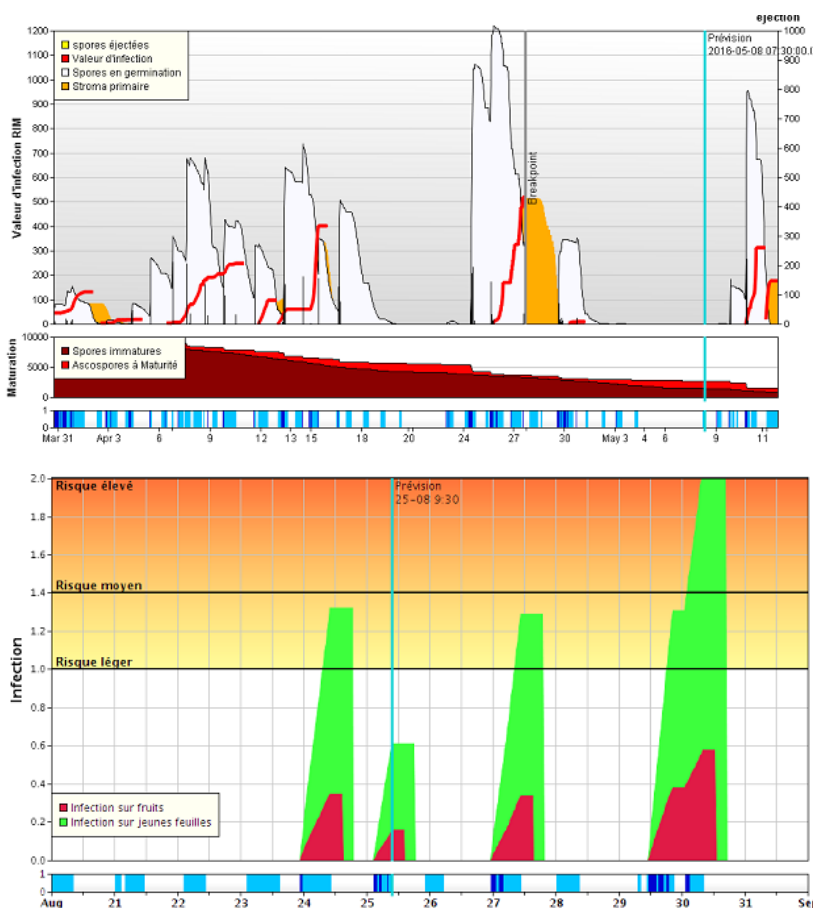 éjection
1200
1100
1000
900
800
700
600
500
400
300
200
100
0
Valeur d'infection RIM
spores éjectées
Valeur d'infection
Spores en germination
Stroma primaire
Breakpoint
Prévision
2016-05-08 07:30:00.
1000
900
800
700
600
500
400
300
200
100
0
Maturation
10000
5000
0
Spores immatures
Ascospores à Maturité
1
0
Mar 31 Apr 3 6 9 12 13 15 18 20 24 27 30 May 3 4 6 9 11
Infection
2.0
1.8
1.6
1.4
1.2
1.0
0.8
0.6
0.4
0.2
0.0
Risque élevé
Prévision
25-08 9:30
Risque moyen
Risque léger
Infection sur fruits
Infection sur jeunes feuilles
1
0
Aug 21 22 23 24 25 26 27 28 29 30 Sep